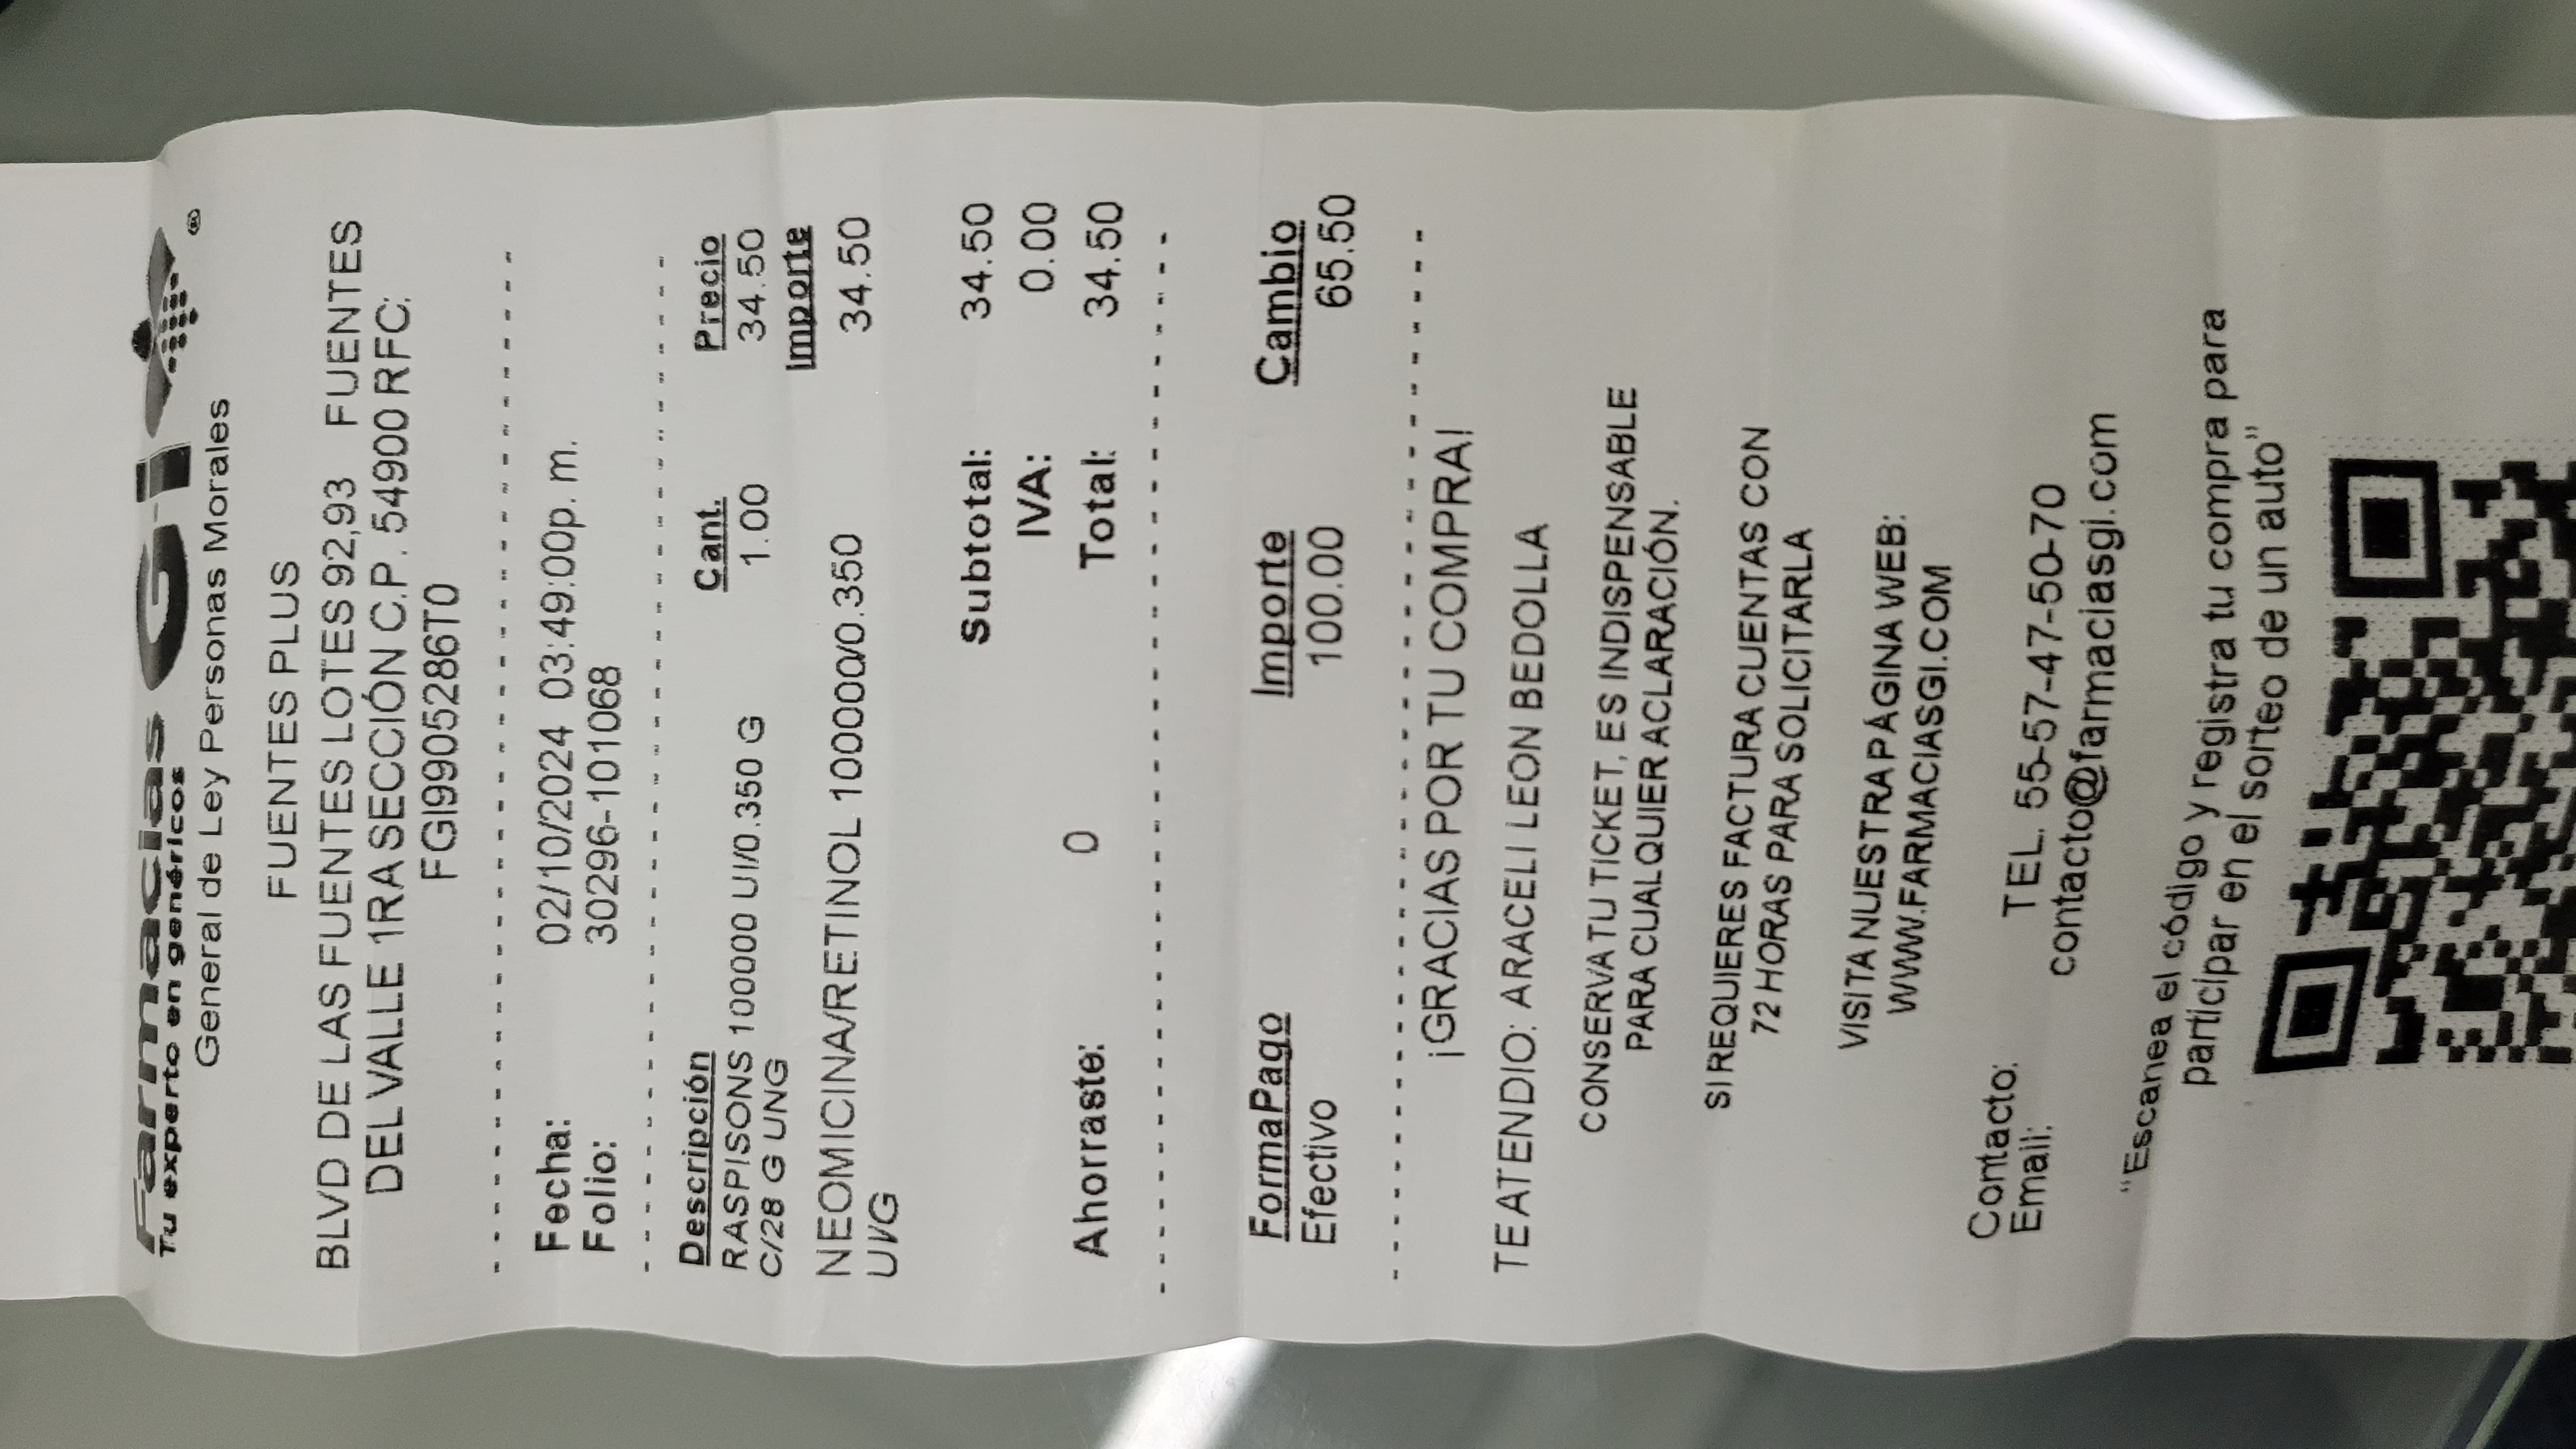 Farmacias GI
Tu experto en genéricos
General de Ley Personas Morales
FUENTES PLUS
BLVD DE LAS FUENTES LOTES 92,93 FUENTES
DEL VALLE 1RA SECCIÓN C.P. 54900 RFC:
FGI990528 6T0
Fecha: 02/10/2024 03:49:00p. m.
Folio: 30296-101068
Descripción Cant. Precio
RASPISONS 100000 UI/0.350 G 1.00 34.50
C/28 G UNG Importe
NEOMICINA/RETINOL 100000/0.350 34.50
UI/G
Subtotal: 34.50
IVA: 0.00
Ahorraste: 0 Total: 34.50
FormaPago Importe Cambio
Efectivo 100.00 65.50
¡GRACIAS POR TU COMPRA!
TE ATENDIO: ARACELI LEON BEDOLLA
CONSERVA TU TICKET, ES INDISPENSABLE
PARA CUALQUIER ACLARACIÓN.
SI REQUIERES FACTURA CUENTAS CON
72 HORAS PARA SOLICITARLA
VISITA NUESTRA PÁGINA WEB:
WWW.FARMACIASGI.COM
Contacto: TEL. 55-57-47-50-70
Email: contacto@farmaciasgi.com
"Escanea el código y registra tu compra para
participar en el sorteo de un auto"